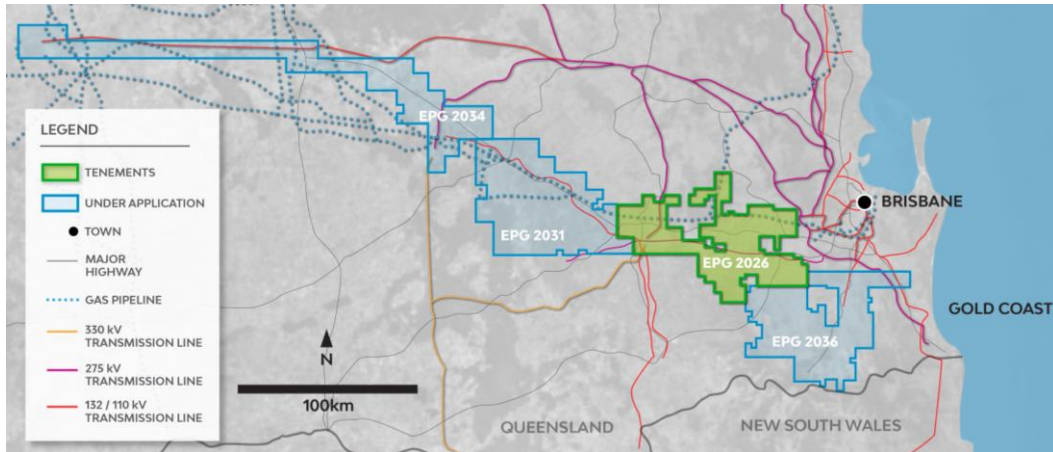 EPG 2034
LEGEND
TENEMENTS
UNDER APPLICATION
TOWN
MAJOR
HIGHWAY
GAS PIPELINE
330 kV
TRANSMISSION LINE
275 kV
TRANSMISSION LINE
132 / 110 kV
TRANSMISSION LINE
N
100km
EPG 2031
EPG 2026
EPG 2036
BRISBANE
GOLD COAST
QUEENSLAND
NEW SOUTH WALES